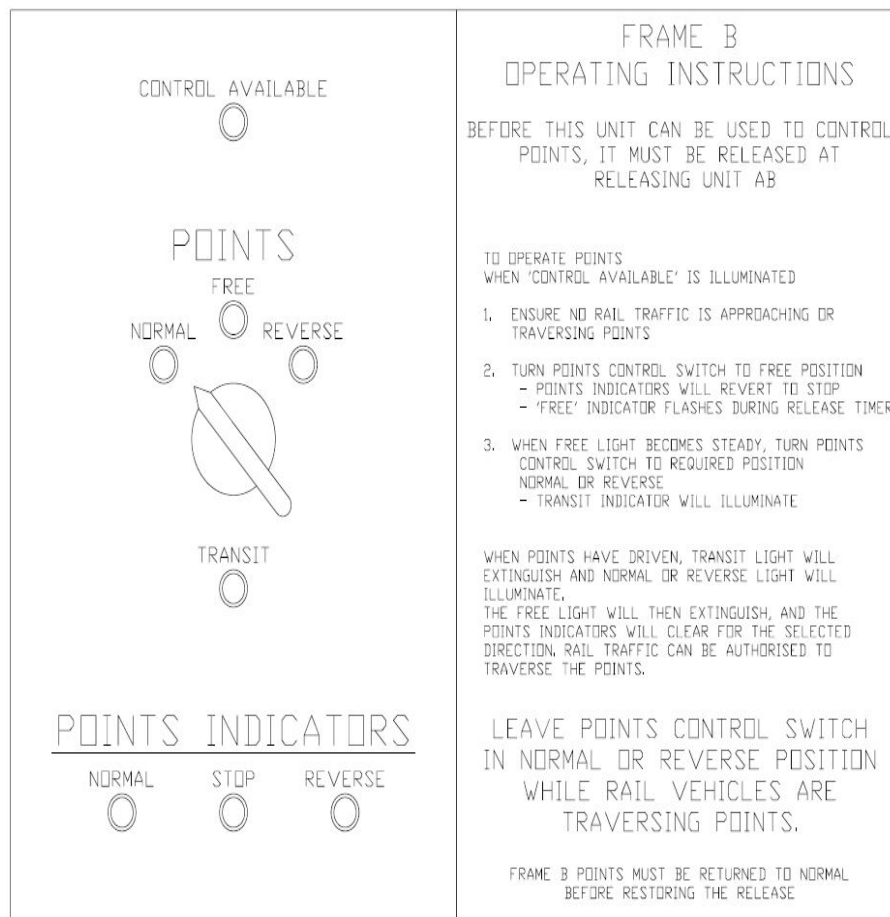 CONTROL AVAILABLE
POINTS
FREE
NORMAL
REVERSE
TRANSIT
POINTS INDICATORS
NORMAL
STOP
REVERSE
FRAME B
OPERATING INSTRUCTIONS
BEFORE THIS UNIT CAN BE USED TO CONTROL
POINTS, IT MUST BE RELEASED AT
RELEASING UNIT AB
TO OPERATE POINTS
WHEN 'CONTROL AVAILABLE' IS ILLUMINATED
1. ENSURE NO RAIL TRAFFIC IS APPROACHING OR
TRAVERSING POINTS
2. TURN POINTS CONTROL SWITCH TO FREE POSITION
- POINTS INDICATORS WILL REVERT TO STOP
- 'FREE' INDICATOR FLASHES DURING RELEASE TIMER
3. WHEN FREE LIGHT BECOMES STEADY, TURN POINTS
CONTROL SWITCH TO REQUIRED POSITION
NORMAL OR REVERSE
- TRANSIT INDICATOR WILL ILLUMINATE
WHEN POINTS HAVE DRIVEN, TRANSIT LIGHT WILL
EXTINGUISH AND NORMAL OR REVERSE LIGHT WILL
ILLUMINATE.
THE FREE LIGHT WILL THEN EXTINGUISH, AND THE
POINTS INDICATORS WILL CLEAR FOR THE SELECTED
DIRECTION. RAIL TRAFFIC CAN BE AUTHORISED TO
TRAVERSE THE POINTS.
LEAVE POINTS CONTROL SWITCH
IN NORMAL OR REVERSE POSITION
WHILE RAIL VEHICLES ARE
TRAVERSING POINTS.
FRAME B POINTS MUST BE RETURNED TO NORMAL
BEFORE RESTORING THE RELEASE